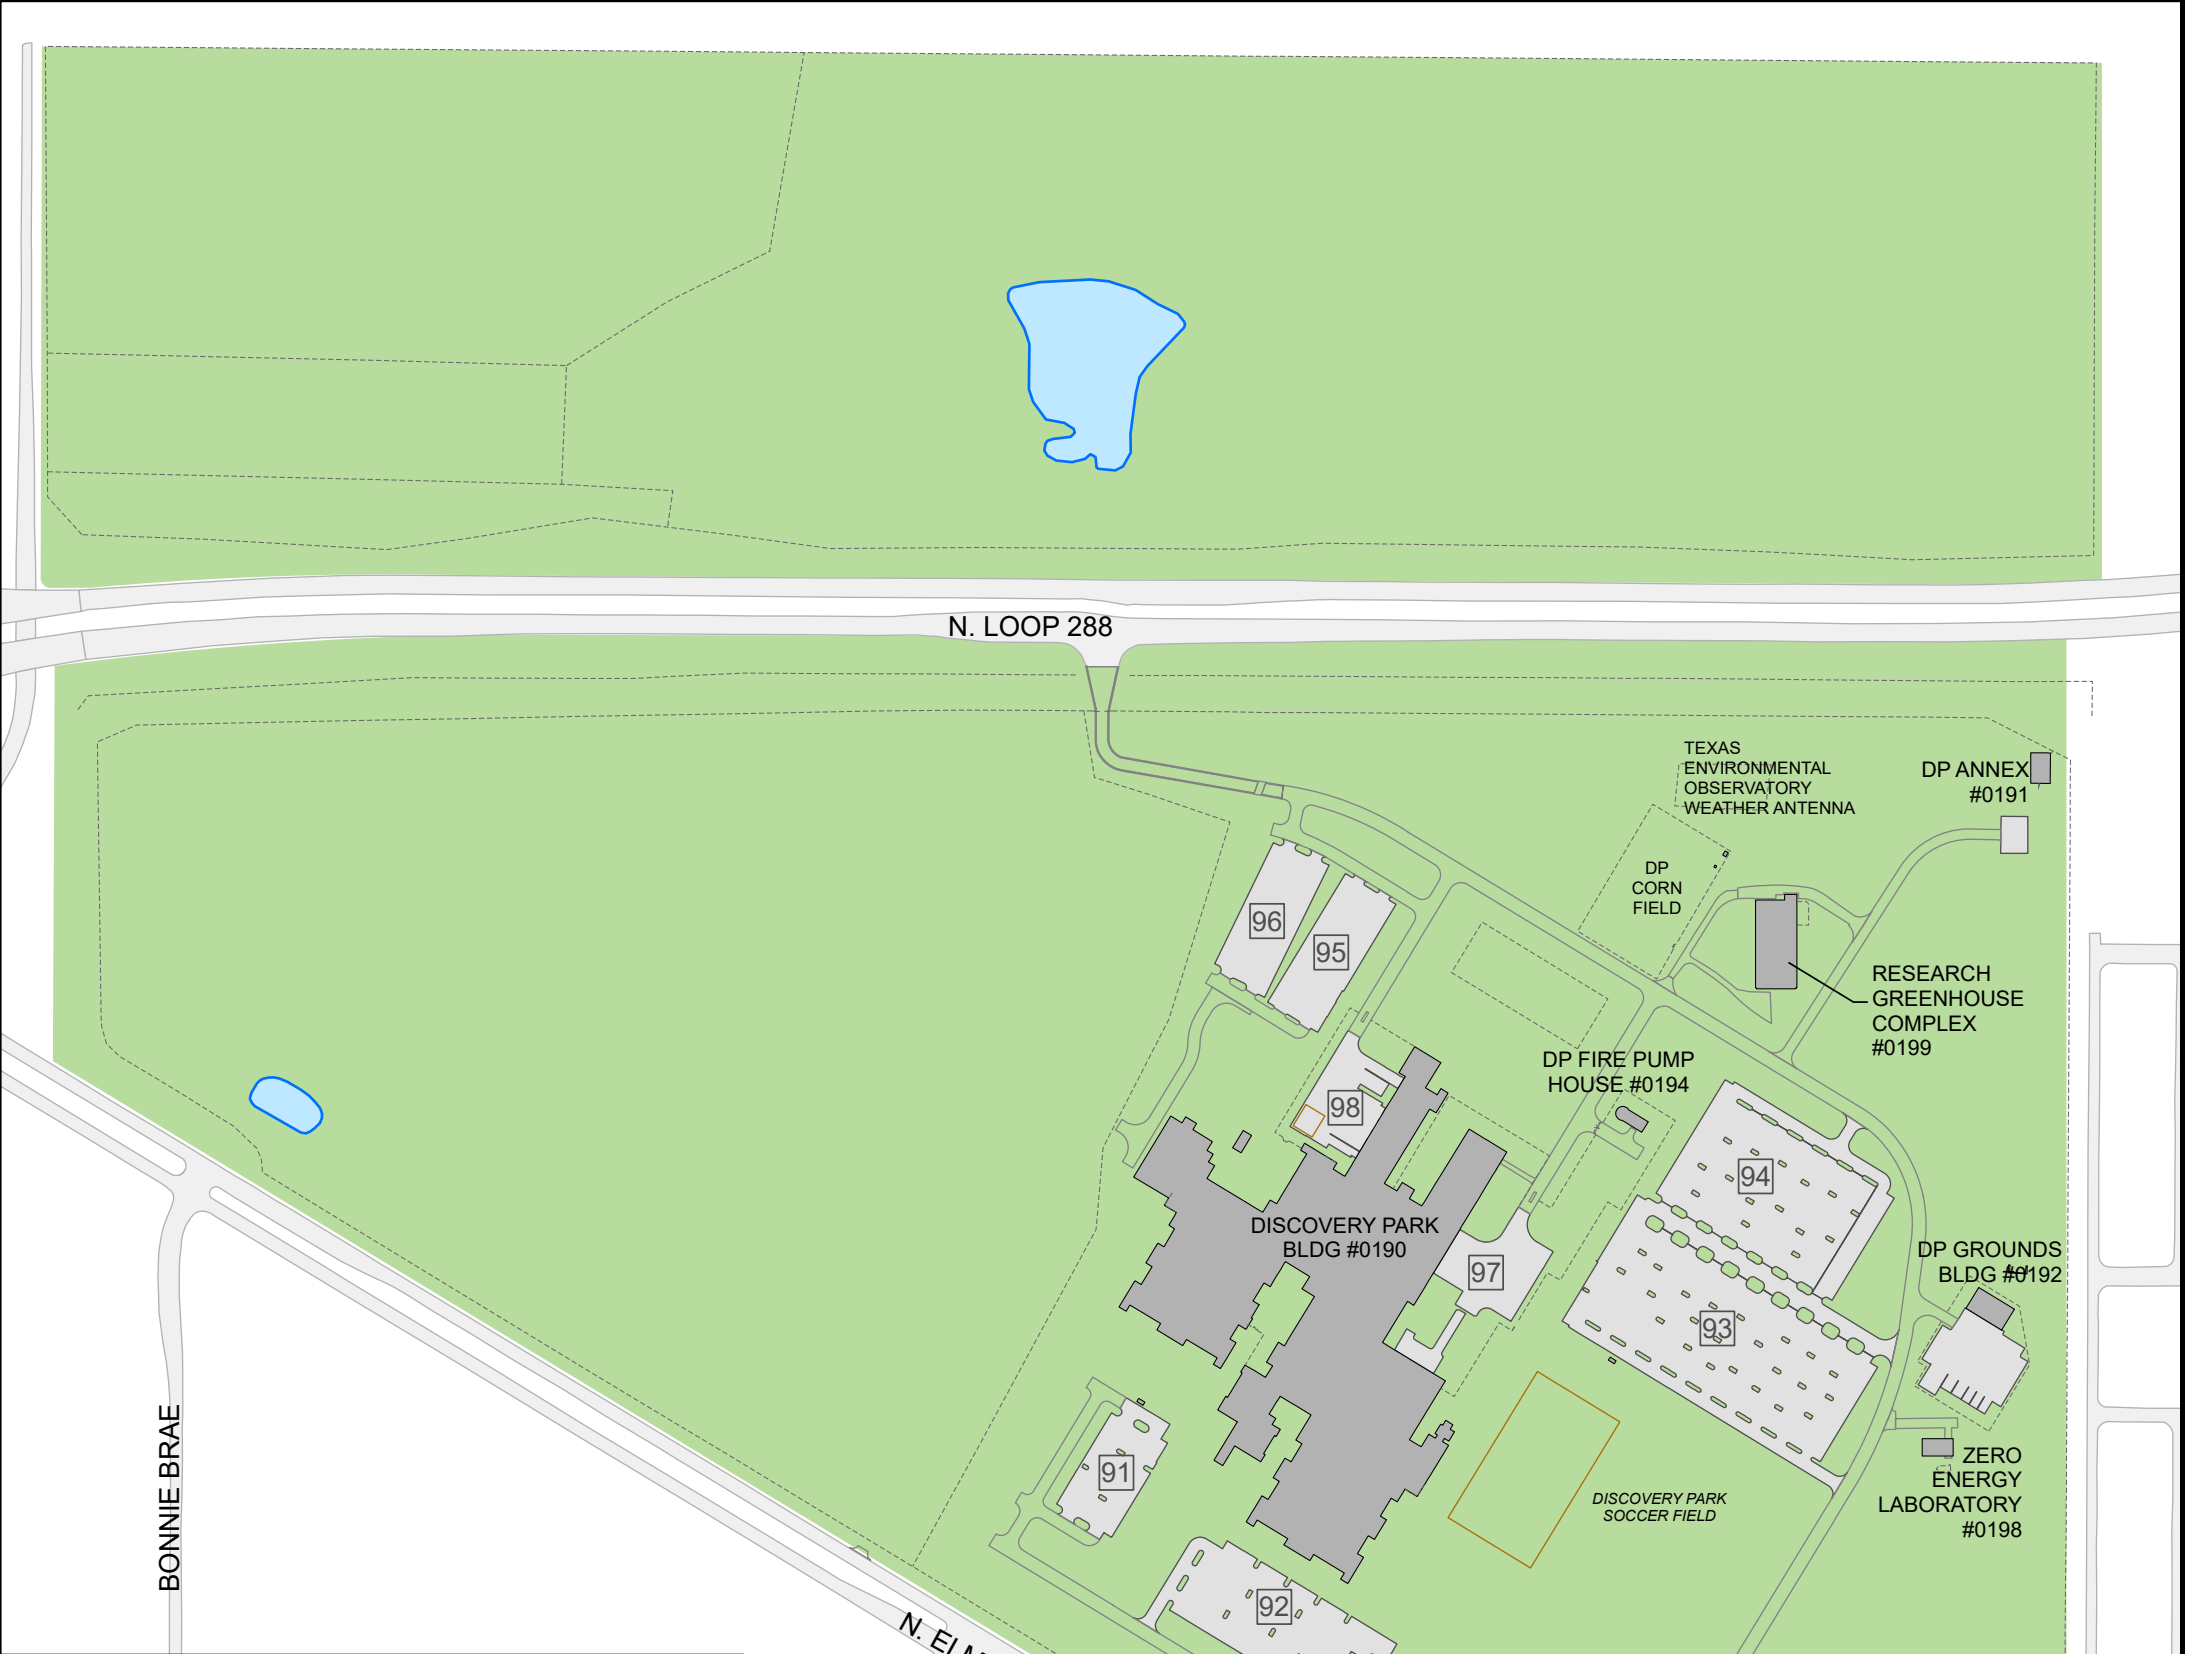 N. LOOP 288
TEXAS
ENVIRONMENTAL
OBSERVATORY
WEATHER ANTENNA
DP ANNEX
#0191
DP
CORN
FIELD
96
95
RESEARCH
GREENHOUSE
COMPLEX
#0199
DP FIRE PUMP
HOUSE #0194
98
94
DISCOVERY PARK
BLDG #0190
97
DP GROUNDS
BLDG #0192
93
91
ZERO
ENERGY
LABORATORY
#0198
DISCOVERY PARK
SOCCER FIELD
BONNIE BRAE
92
N.